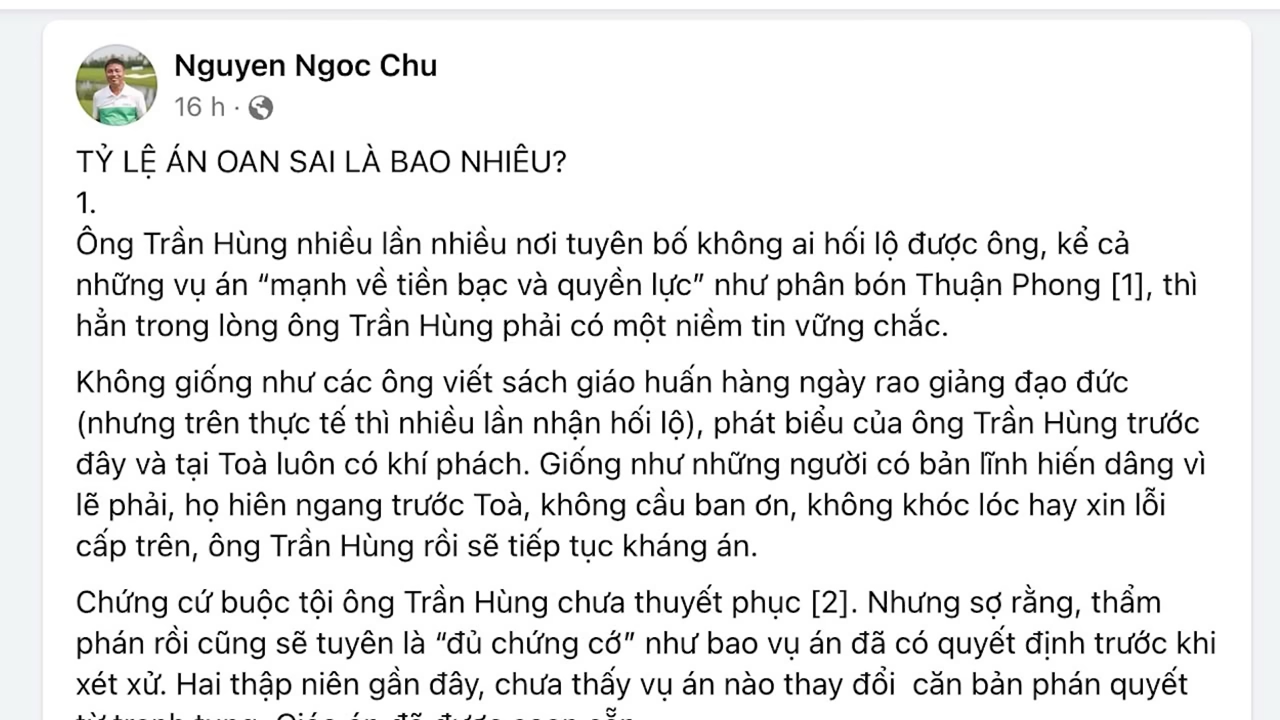 Nguyen Ngoc Chu
16 h ·
TỶ LỆ ÁN OAN SAI LÀ BAO NHIÊU?
1.
Ông Trần Hùng nhiều lần nhiều nơi tuyên bố không ai hối lộ được ông, kể cả
những vụ án “mạnh về tiền bạc và quyền lực” như phân bón Thuận Phong [1], thì
hẳn trong lòng ông Trần Hùng phải có một niềm tin vững chắc.
Không giống như các ông viết sách giáo huấn hàng ngày rao giảng đạo đức
(nhưng trên thực tế thì nhiều lần nhận hối lộ), phát biểu của ông Trần Hùng trước
đây và tại Toà luôn có khí phách. Giống như những người có bản lĩnh hiến dâng vì
lẽ phải, họ hiên ngang trước Toà, không cầu ban ơn, không khóc lóc hay xin lỗi
cấp trên, ông Trần Hùng rồi sẽ tiếp tục kháng án.
Chứng cứ buộc tội ông Trần Hùng chưa thuyết phục [2]. Nhưng sợ rằng, thẩm
phán rồi cũng sẽ tuyên là “đủ chứng cớ” như bao vụ án đã có quyết định trước khi
xét xử. Hai thập niên gần đây, chưa thấy vụ án nào thay đổi  căn bản phán quyết